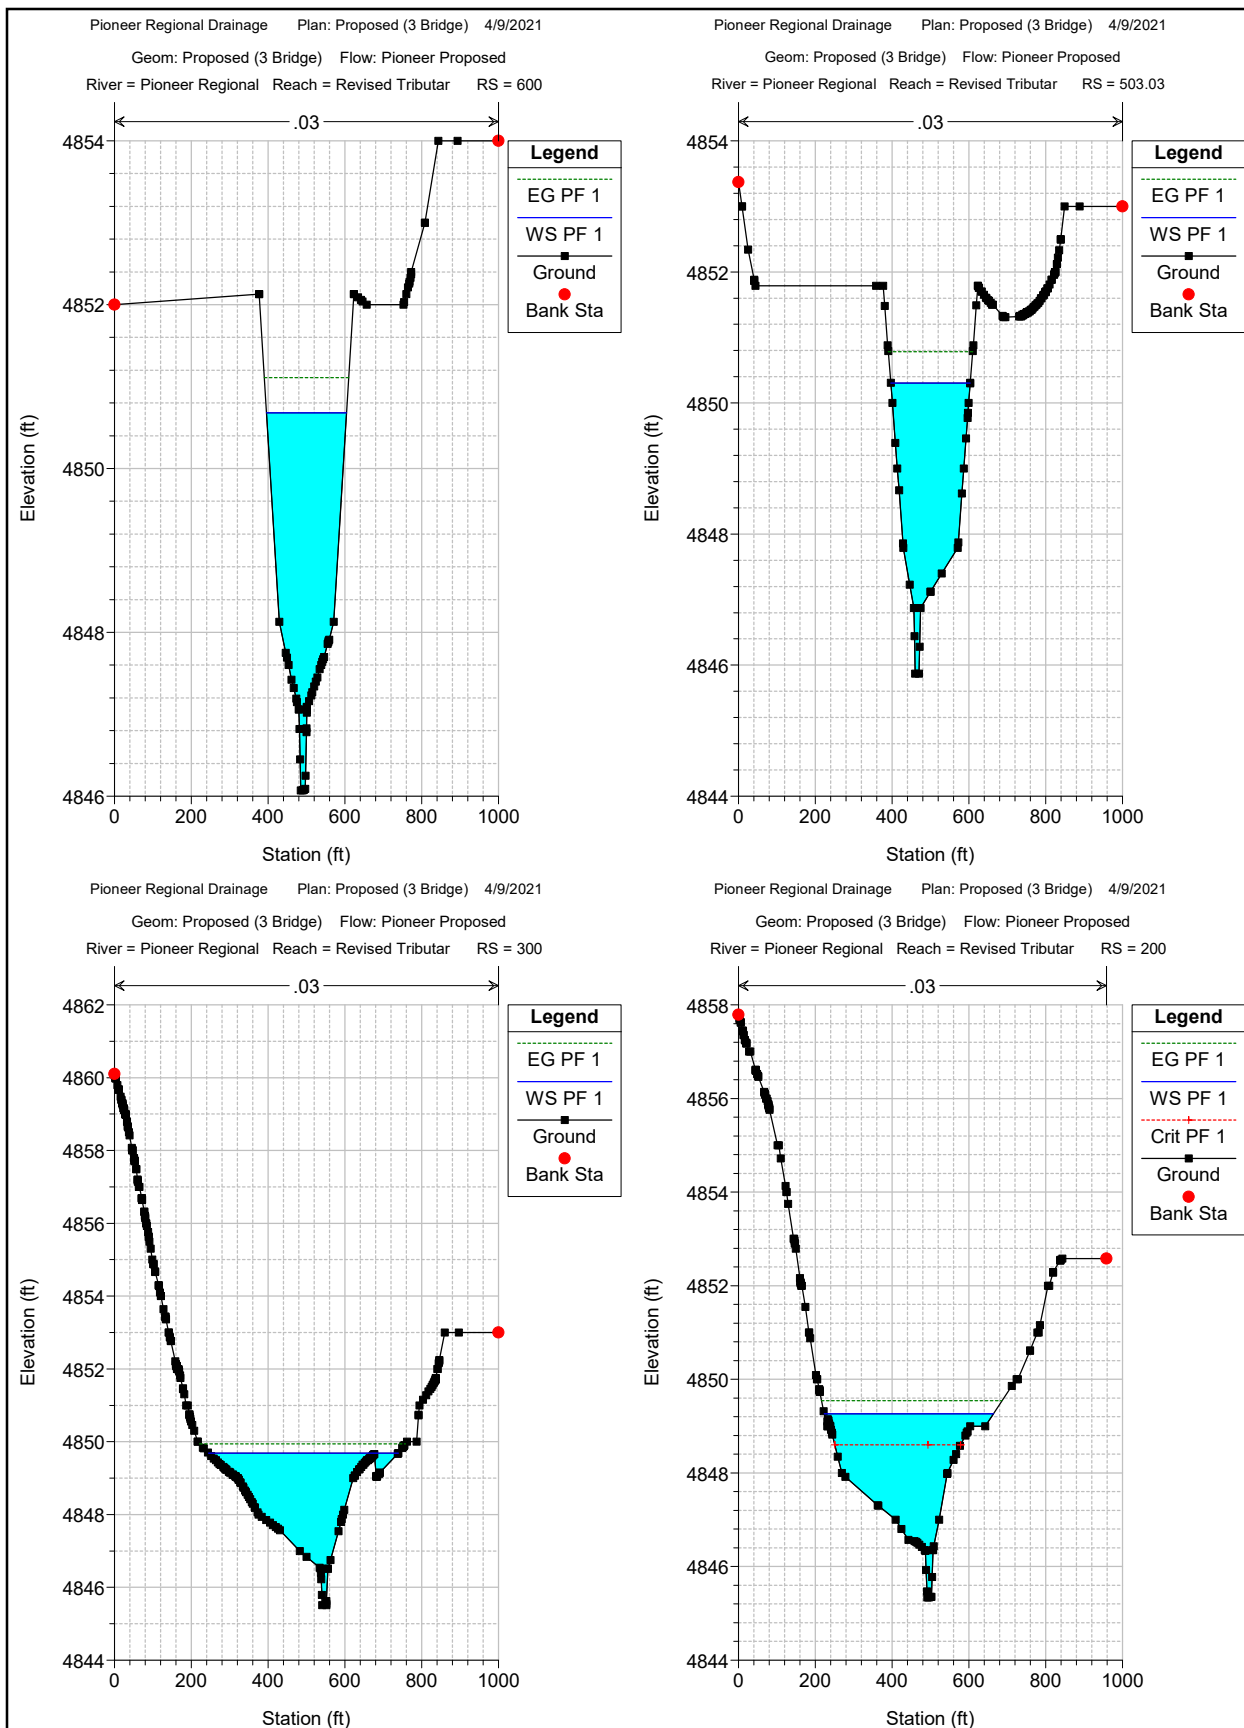 Pioneer Regional Drainage Plan: Proposed (3 Bridge) 4/9/2021
Geom: Proposed (3 Bridge) Flow: Pioneer Proposed
River = Pioneer Regional Reach = Revised Tributar RS = 600
.03
4854
4852
4850
4848
4846
0 200 400 600 800 1000
Station (ft)
Elevation (ft)
Legend
EG PF 1
WS PF 1
Ground
Bank Sta
Pioneer Regional Drainage Plan: Proposed (3 Bridge) 4/9/2021
Geom: Proposed (3 Bridge) Flow: Pioneer Proposed
River = Pioneer Regional Reach = Revised Tributar RS = 503.03
.03
4854
4852
4850
4848
4846
4844
0 200 400 600 800 1000
Station (ft)
Elevation (ft)
Legend
EG PF 1
WS PF 1
Ground
Bank Sta
Pioneer Regional Drainage Plan: Proposed (3 Bridge) 4/9/2021
Geom: Proposed (3 Bridge) Flow: Pioneer Proposed
River = Pioneer Regional Reach = Revised Tributar RS = 300
.03
4862
4860
4858
4856
4854
4852
4850
4848
4846
4844
0 200 400 600 800 1000
Station (ft)
Elevation (ft)
Legend
EG PF 1
WS PF 1
Ground
Bank Sta
Pioneer Regional Drainage Plan: Proposed (3 Bridge) 4/9/2021
Geom: Proposed (3 Bridge) Flow: Pioneer Proposed
River = Pioneer Regional Reach = Revised Tributar RS = 200
.03
4858
4856
4854
4852
4850
4848
4846
4844
0 200 400 600 800 1000
Station (ft)
Elevation (ft)
Legend
EG PF 1
WS PF 1
Crit PF 1
Ground
Bank Sta